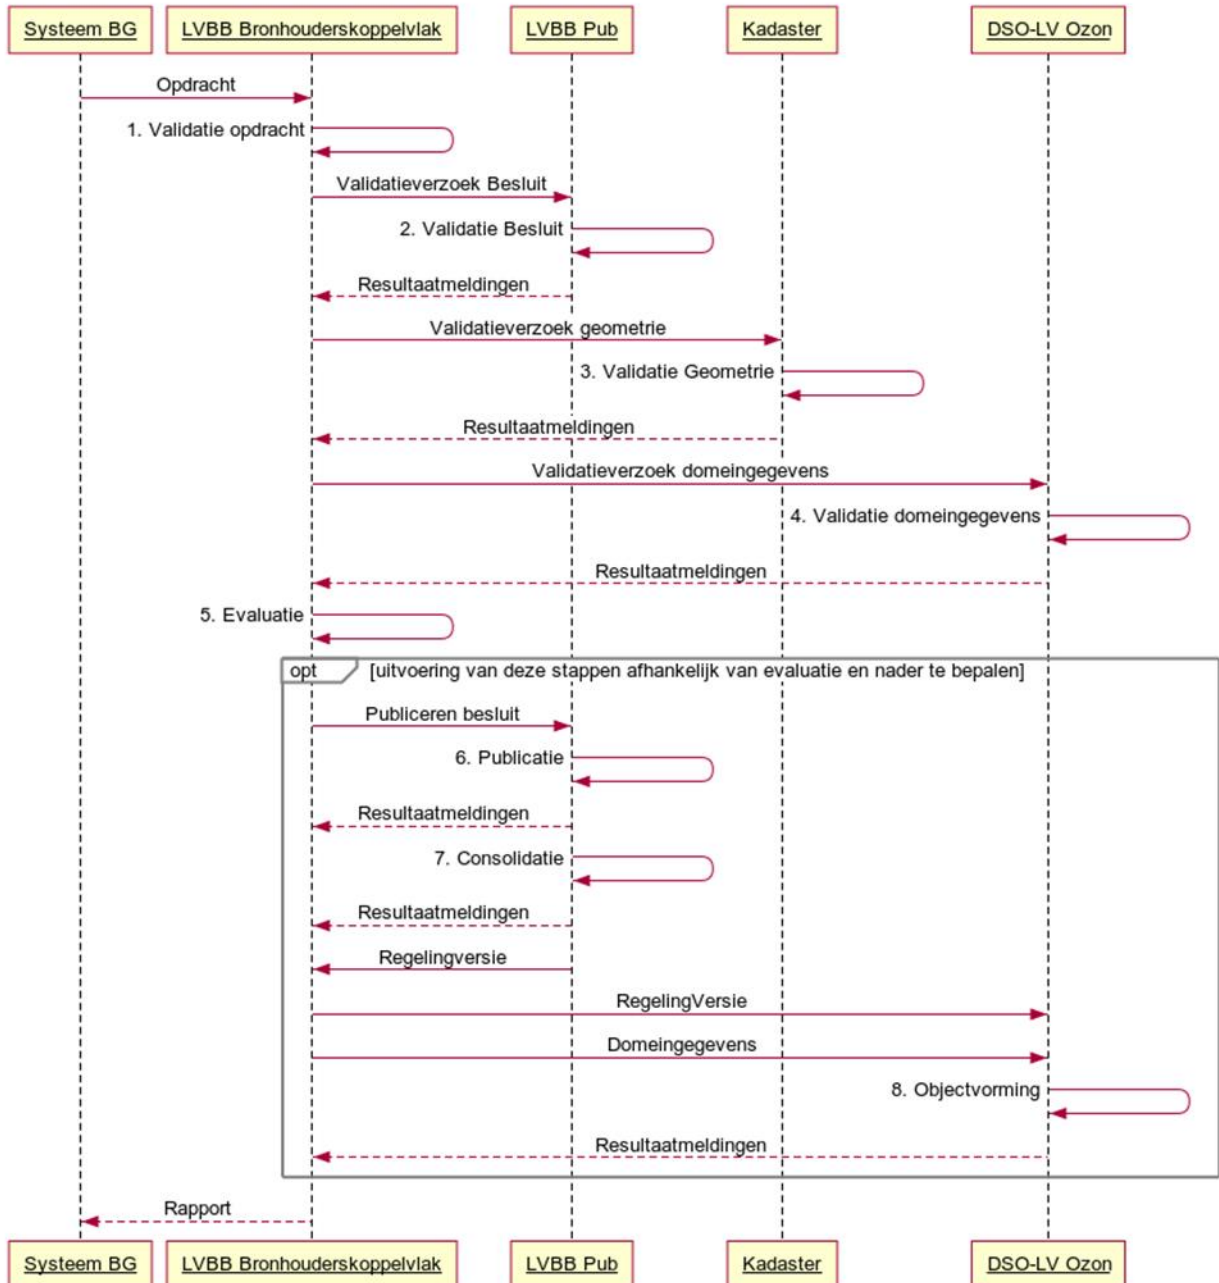 Systeem BG
LVBB Bronhouderskoppelvlak
LVBB Pub
Kadaster
DSO-LV Ozon
Opdracht
1. Validatie opdracht
Validatieverzoek Besluit
2. Validatie Besluit
Resultaatmeldingen
Validatieverzoek geometrie
3. Validatie Geometrie
Resultaatmeldingen
Validatieverzoek domeingegevens
4. Validatie domeingegevens
Resultaatmeldingen
5. Evaluatie
opt
[uitvoering van deze stappen afhankelijk van evaluatie en nader te bepalen]
Publiceren besluit
6. Publicatie
Resultaatmeldingen
7. Consolidatie
Resultaatmeldingen
Regelingversie
RegelingVersie
Domeingegevens
8. Objectvorming
Resultaatmeldingen
Rapport
Systeem BG
LVBB Bronhouderskoppelvlak
LVBB Pub
Kadaster
DSO-LV Ozon